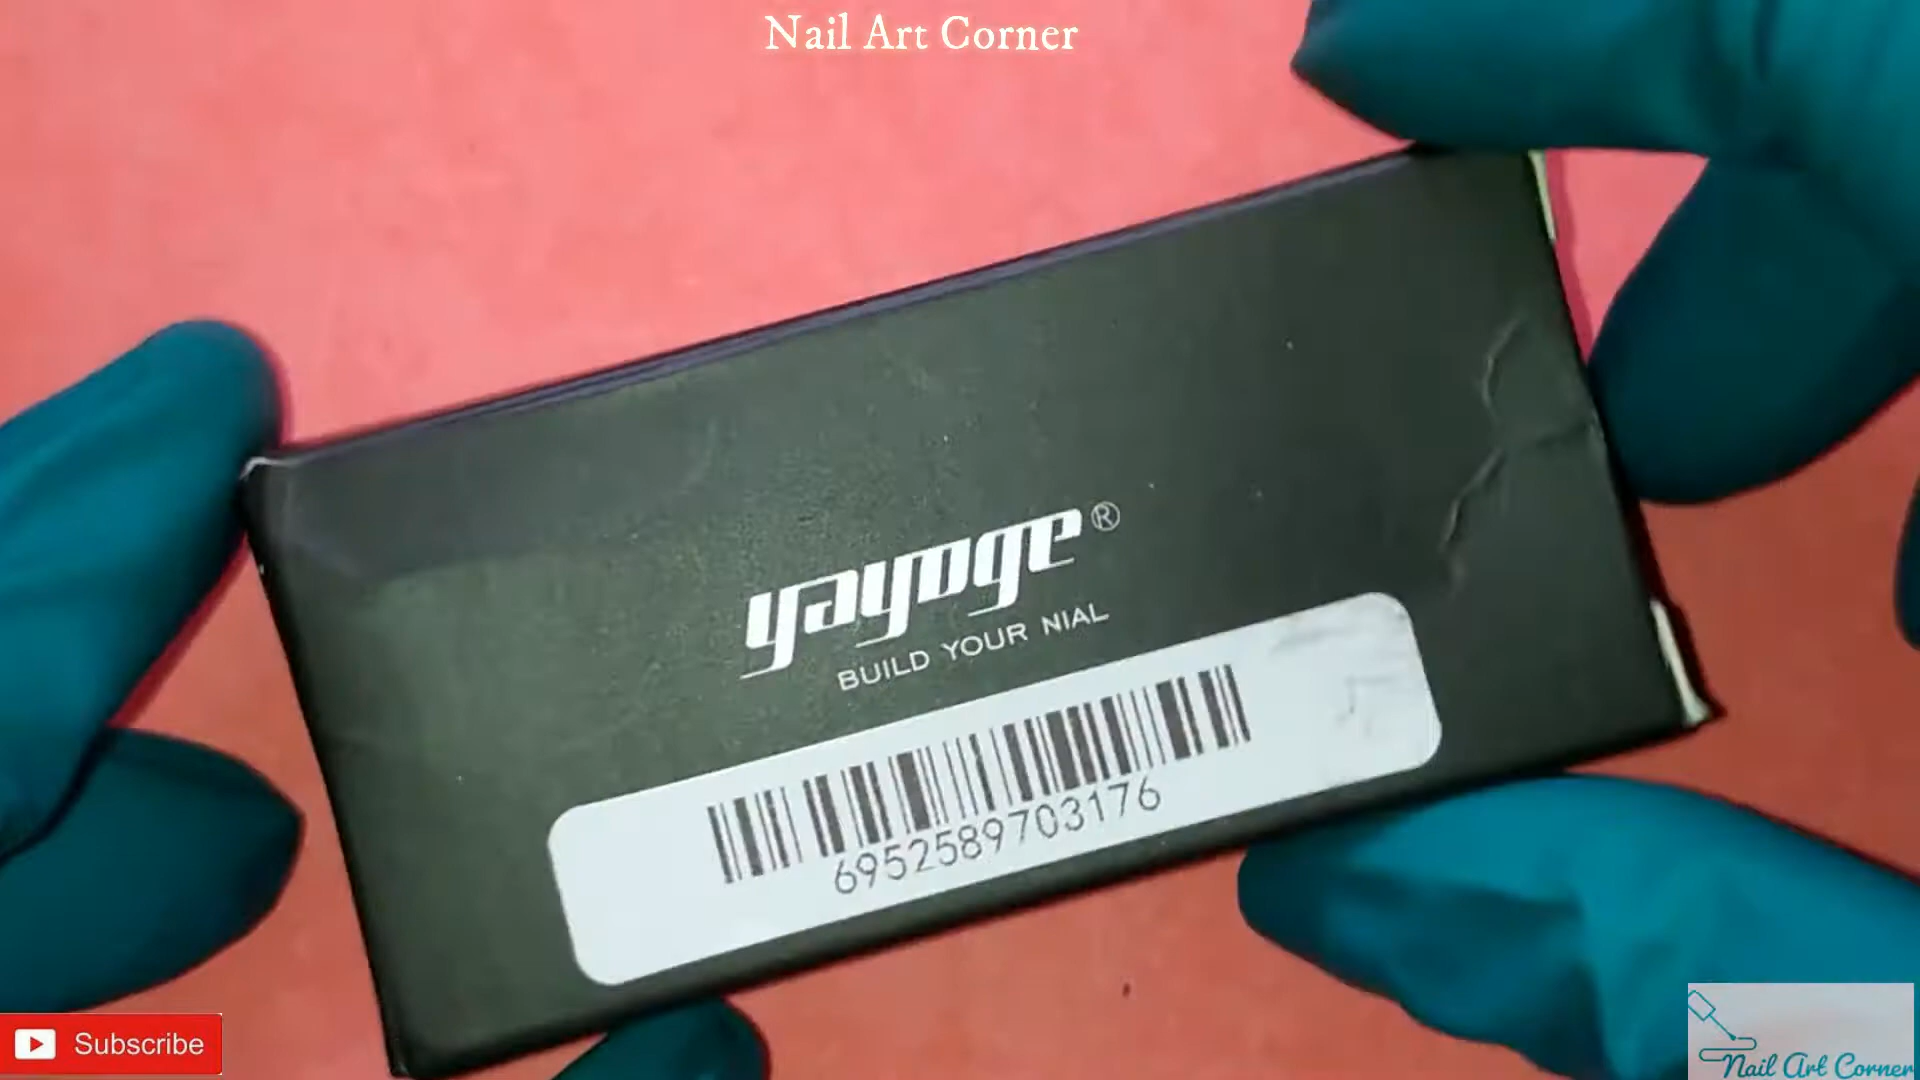 Nail Art Corner
yayoge®
BUILD YOUR NIAL
6952589703176
Subscribe
Nail Art Corner